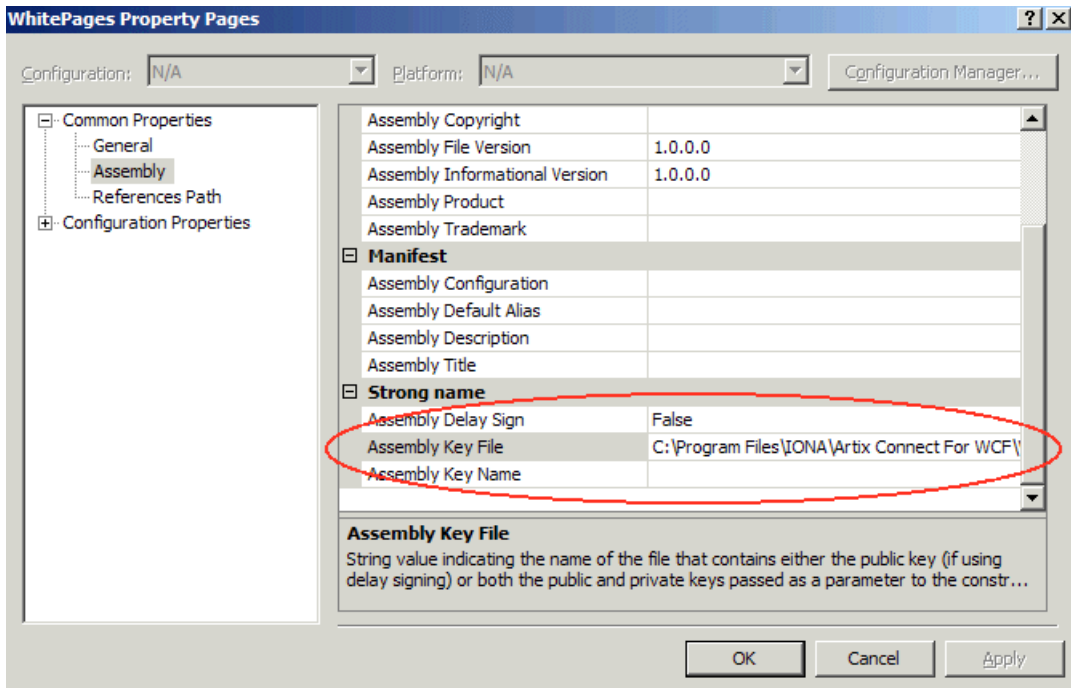 WhitePages Property Pages
Configuration: N/A Platform: N/A Configuration Manager...
Common Properties
General
Assembly
References Path
Configuration Properties
Assembly Copyright
Assembly File Version 1.0.0.0
Assembly Informational Version 1.0.0.0
Assembly Product
Assembly Trademark
Manifest
Assembly Configuration
Assembly Default Alias
Assembly Description
Assembly Title
Strong name
Assembly Delay Sign False
Assembly Key File C:\Program Files\IONA\Artix Connect For WCF\
Assembly Key Name
Assembly Key File
String value indicating the name of the file that contains either the public key (if using
delay signing) or both the public and private keys passed as a parameter to the constr...
OK Cancel Apply